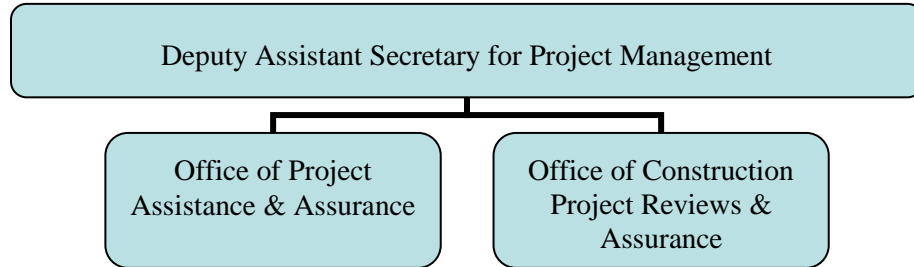 Deputy Assistant Secretary for Project Management
Office of Project
Assistance & Assurance
Office of Construction
Project Reviews &
Assurance